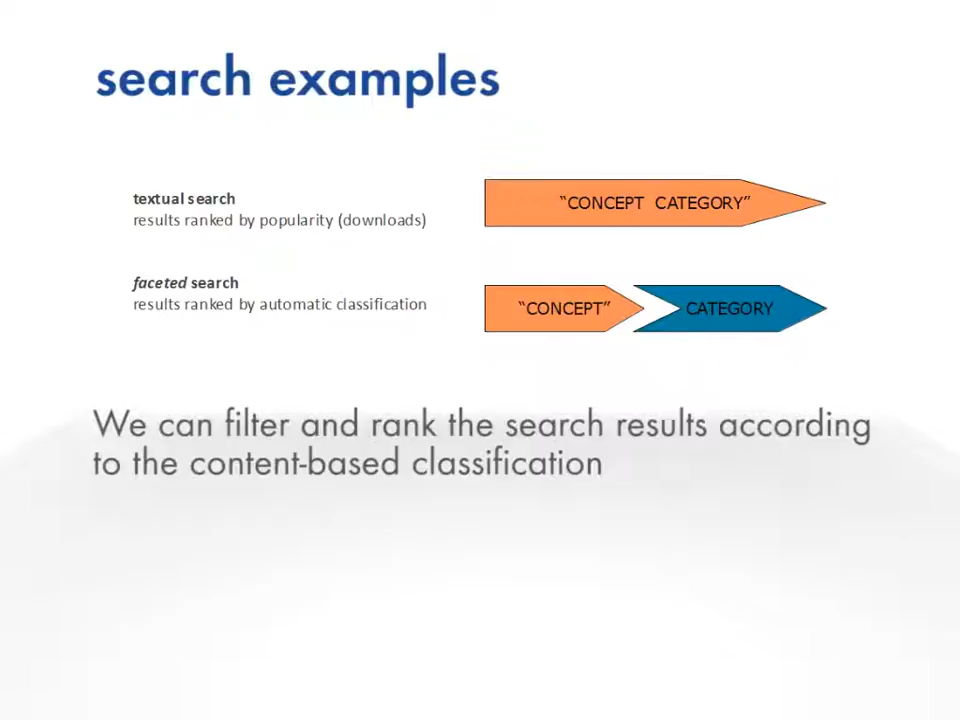 search examples
textual search
results ranked by popularity (downloads)
“CONCEPT CATEGORY”
faceted search
results ranked by automatic classification
“CONCEPT”
CATEGORY
We can filter and rank the search results according
to the content-based classification